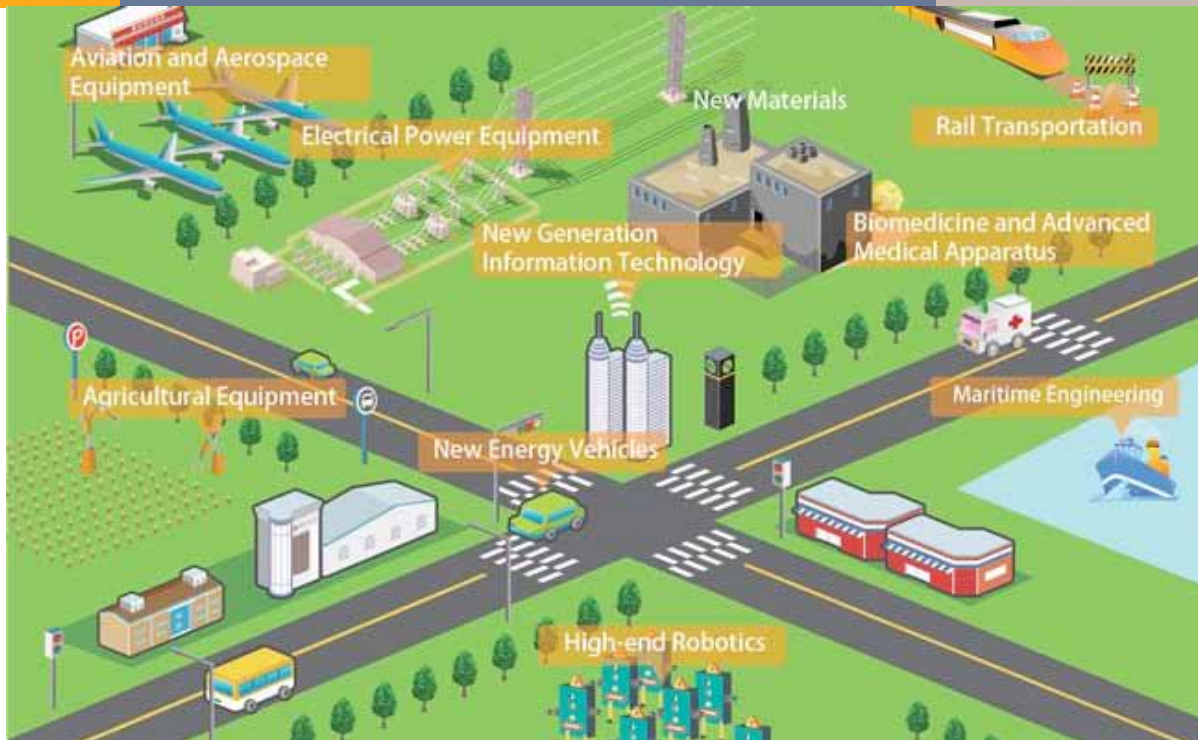 Aviation and Aerospace
Equipment
New Materials
Electrical Power Equipment
Rail Transportation
New Generation
Information Technology
Biomedicine and Advanced
Medical Apparatus
Agricultural Equipment
Maritime Engineering
New Energy Vehicles
High-end Robotics
P